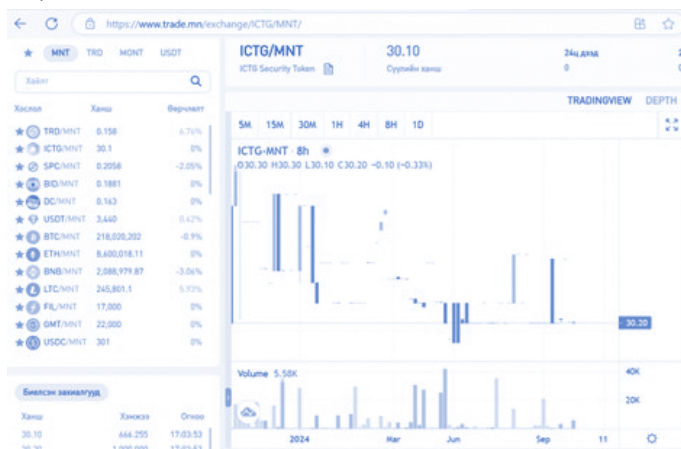 https://www.trade.mn/exchange/ICTG/MNT/
MNT TRD MONT USDT
Хайлт
Хослол Ханш Өөрчлөлт
TRD/MNT 0.158 6.76%
ICTG/MNT 30.1 0%
SPC/MNT 0.2058 -2.05%
BID/MNT 0.1881 0%
DC/MNT 0.163 0%
USDT/MNT 3,440 0.62%
BTC/MNT 218,020,202 -0.9%
ETH/MNT 8,600,018.11 0%
BNB/MNT 2,088,979.87 -3.06%
LTC/MNT 245,801.1 5.93%
FIL/MNT 17,000 0%
GMT/MNT 22,000 0%
USDC/MNT 301 0%
Биелсэн захиалгууд
Ханш Хэмжээ Огноо
30.10 666.255 17:03:53
ICTG/MNT
ICTG Security Token
30.10
Сүүлийн ханш
24ц дээд
0
TRADINGVIEW DEPTH
5M 15M 30M 1H 4H 8H 1D
ICTG-MNT · 8h
O30.30 H30.30 L30.10 C30.20 -0.10 (-0.33%)
30.20
Volume 5.58K
40K
20K
2024 Mar Jun Sep 11